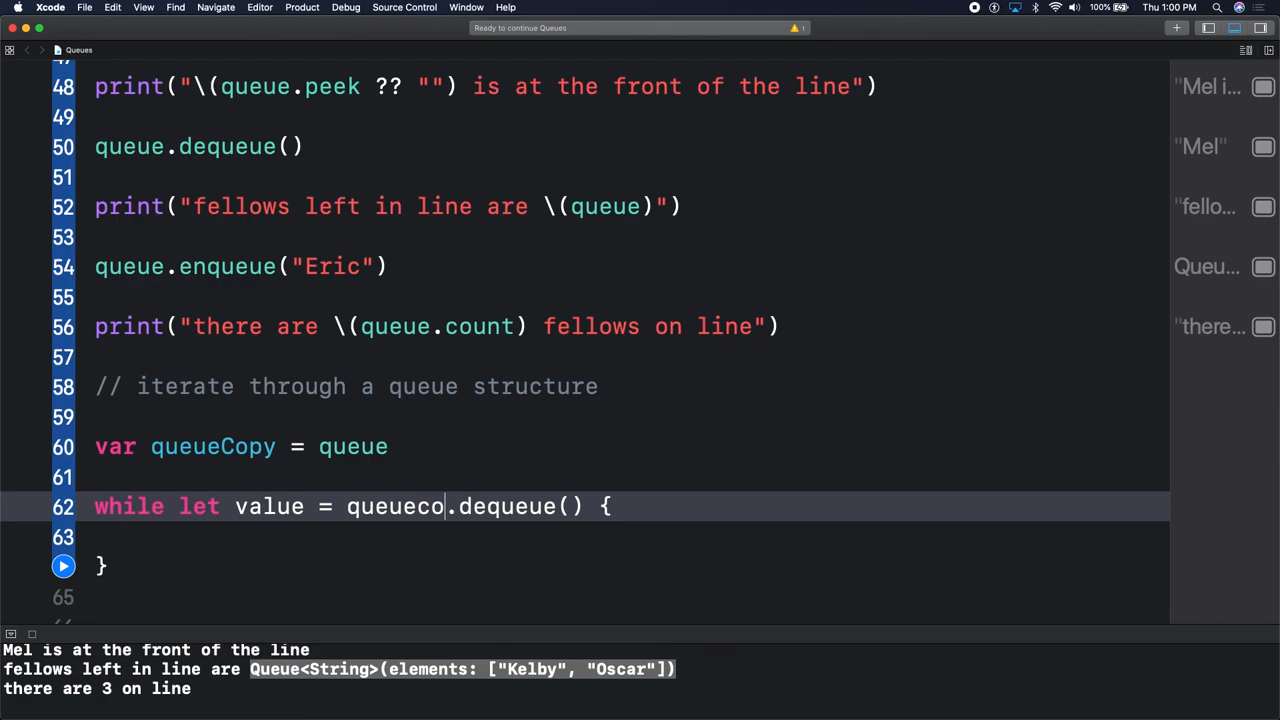 Xcode File Edit View Find Navigate Editor Product Debug Source Control Window Help 100% Thu 1:00 PM
Ready to continue Queues 1
Queues
47
48 print("\(queue.peek ?? "") is at the front of the line") "Mel i...
49
50 queue.dequeue() "Mel"
51
52 print("fellows left in line are \(queue)") "fello...
53
54 queue.enqueue("Eric") Queu...
55
56 print("there are \(queue.count) fellows on line") "there...
57
58 // iterate through a queue structure
59
60 var queueCopy = queue
61
62 while let value = queueco.dequeue() {
63
}
65
Mel is at the front of the line
fellows left in line are Queue<String>(elements: ["Kelby", "Oscar"])
there are 3 on line